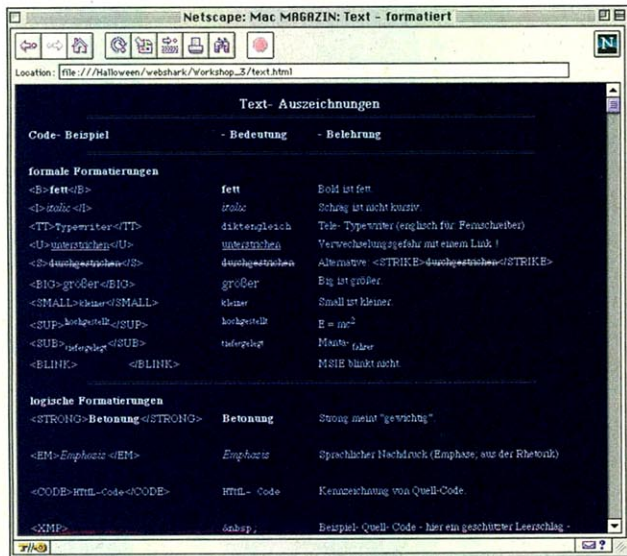 Netscape: Mac MAGAZIN: Text - formatiert
N
Location: file:///Halloween/webshark/Workshop_3/text.html
Text- Auszeichnungen
Code- Beispiel - Bedeutung - Belehrung
formale Formatierungen
<B>fett</B> fett Bold ist fett.
<I>italic</I> italic Schräg ist nicht kursiv.
<TT>Typewriter</TT> diktengleich Tele- Typewriter (englisch für: Fernschreiber)
<U>unterstrichen</U> unterstrichen Verwechselungsgefahr mit einem Link !
<S>durchgestrichen</S> durchgestrichen Alternative: <STRIKE>durchgestrichen</STRIKE>
<BIG>größer</BIG> größer Big ist größer.
<SMALL>kleiner</SMALL> kleiner Small ist kleiner.
<SUP>hochgestellt</SUP> hochgestellt E = mc2
<SUB>tiefergelegt</SUB> tiefergelegt Manta- fahrer
<BLINK> </BLINK> MSIE blinkt nicht.
logische Formatierungen
<STRONG>Betonung</STRONG> Betonung Strong meint "gewichtig".
<EM>Emphasis</EM> Emphasis Sprachlicher Nachdruck (Emphase; aus der Rhetorik)
<CODE>HTML-Code</CODE> HTML- Code Kennzeichnung von Quell-Code.
<XMP> &nbsp; Beispiel- Quell- Code - hier ein geschützter Leerschlag -